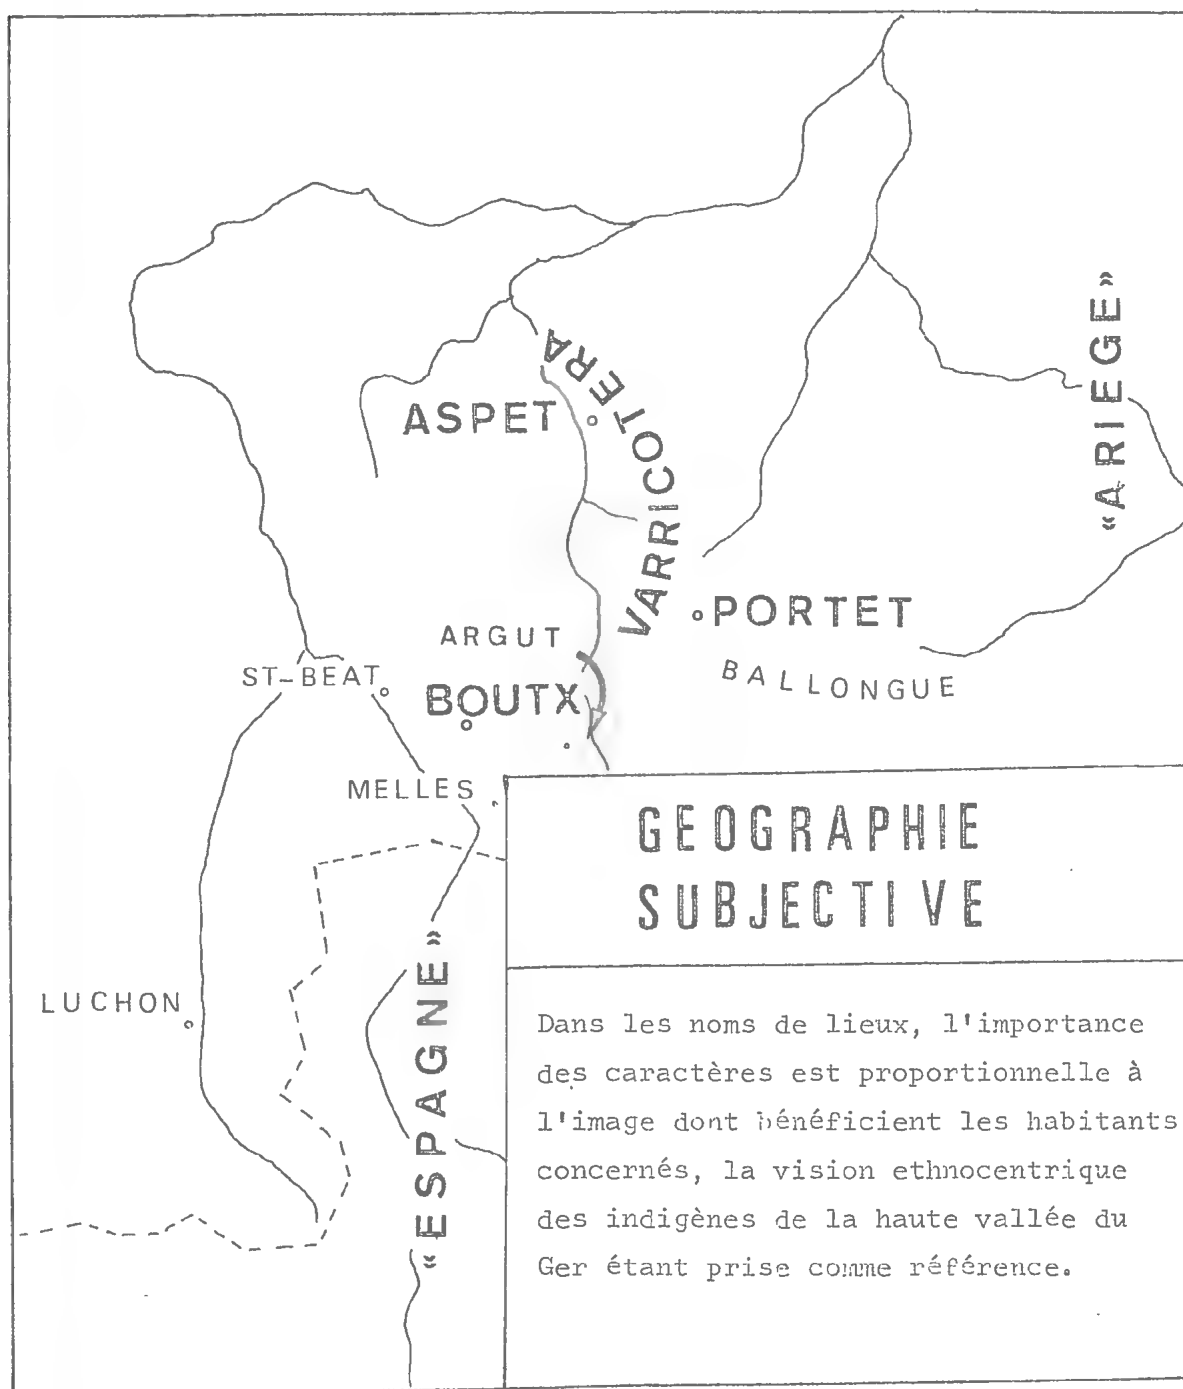 «ARIEGE»
VARRICOTERA
ASPET
PORTET
ARGUT
BALLONGUE
ST-BEAT
BOUTX
MELLES
GEOGRAPHIE
SUBJECTIVE
«ESPAGNE»
LUCHON
Dans les noms de lieux, l'importance
des caractères est proportionnelle à
l'image dont bénéficient les habitants
concernés, la vision ethnocentrique
des indigènes de la haute vallée du
Ger étant prise comme référence.